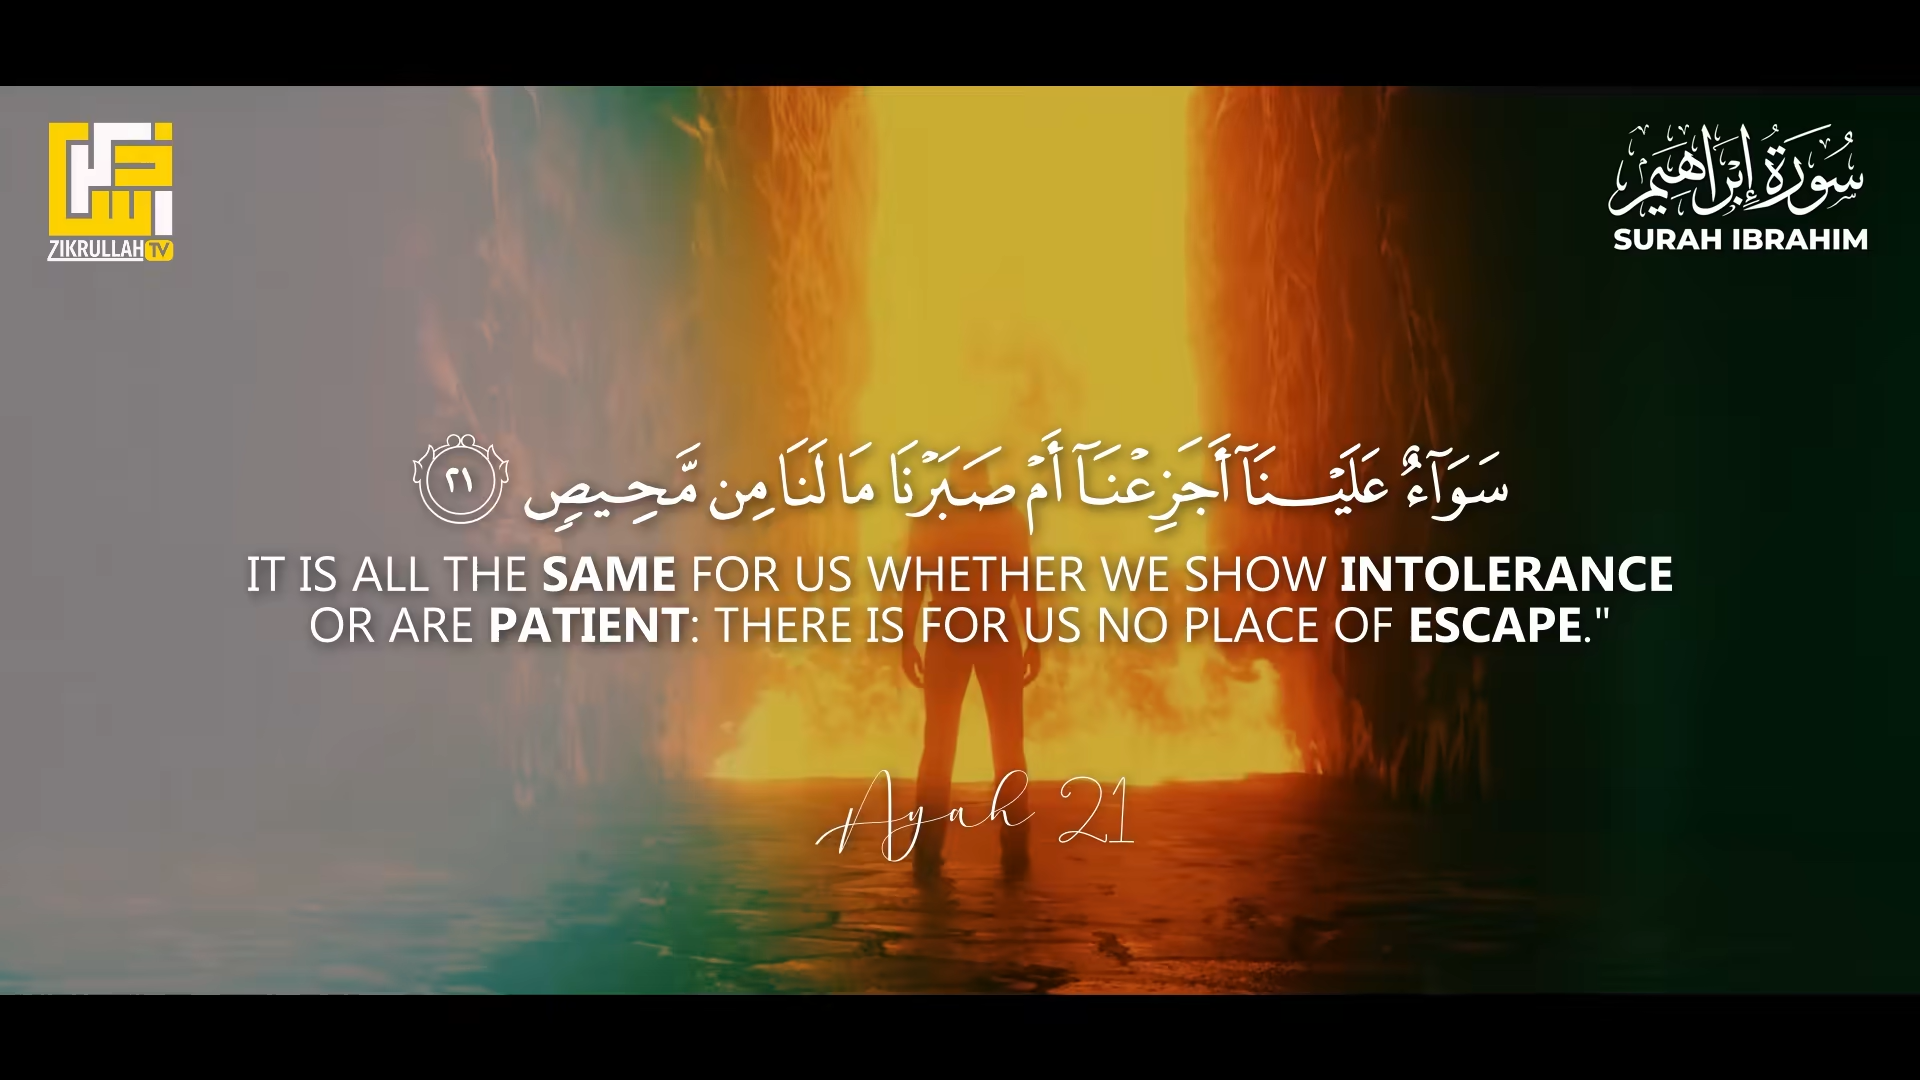 ZIKRULLAH TV
سُورَةُ إِبْرَاهِيم
SURAH IBRAHIM
سَوَآءٌ عَلَيْنَآ أَجَزِعْنَآ أَمْ صَبَرْنَا مَا لَنَا مِن مَّحِيصٍ ٢١
IT IS ALL THE SAME FOR US WHETHER WE SHOW INTOLERANCE
OR ARE PATIENT: THERE IS FOR US NO PLACE OF ESCAPE."
Ayah 21